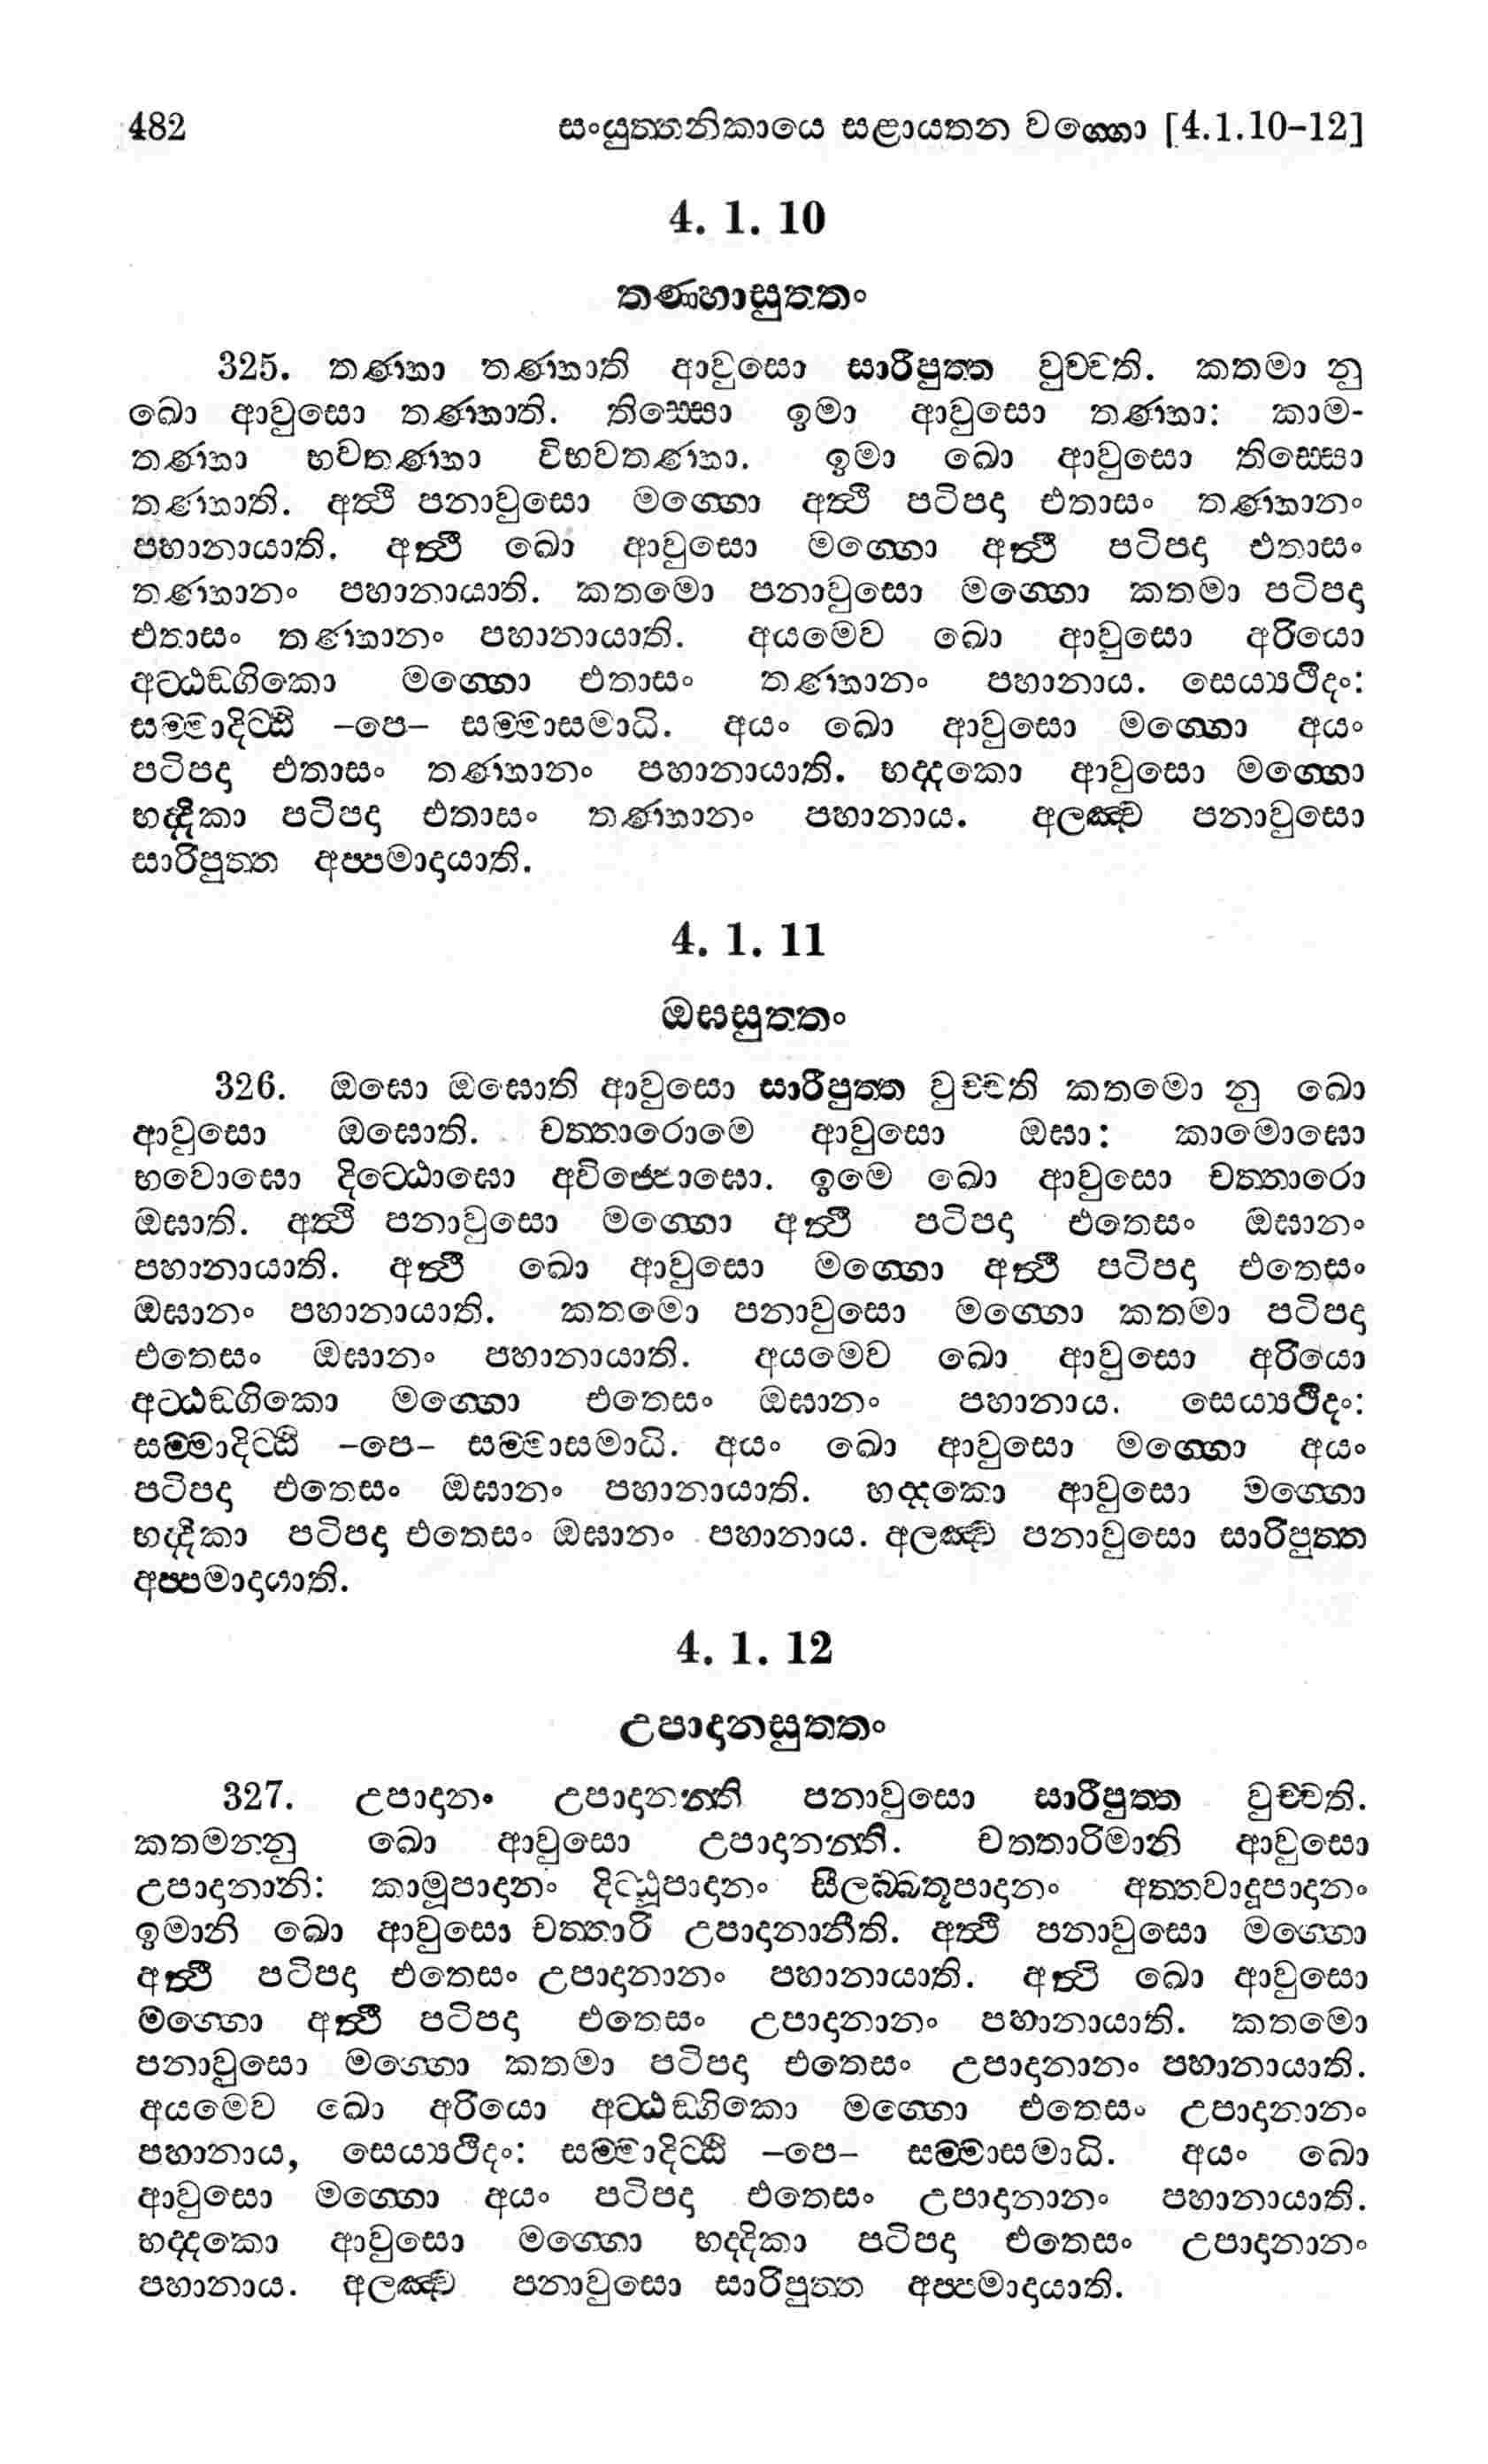 482 සංයුත්තනිකායෙ සළායතන වග්ගො [4.1.10-12]
4. 1. 10
තණ්හාසුත්තං
325. තණ්හා තණ්හාති ආවුසො සාරිපුත්ත වුච්චති. කතමා නු
ඛො ආවුසො තණ්හාති. තිස්සො ඉමා ආවුසො තණ්හා: කාම-
තණ්හා භවතණ්හා විභවතණ්හා. ඉමා ඛො ආවුසො තිස්සො
තණ්හාති. අත්ථි පනාවුසො මග්ගො අත්ථි පටිපදා එතාසං තණ්හානං
පහානායාති. අත්ථි ඛො ආවුසො මග්ගො අත්ථි පටිපදා එතාසං
තණ්හානං පහානායාති. කතමො පනාවුසො මග්ගො කතමා පටිපදා
එතාසං තණ්හානං පහානායාති. අයමෙව ඛො ආවුසො අරියො
අට්ඨඞ්ගිකො මග්ගො එතාසං තණ්හානං පහානාය. සෙය්‍යථිදං:
සම්මාදිට්ඨි -පෙ- සම්මාසමාධි. අයං ඛො ආවුසො මග්ගො අයං
පටිපදා එතාසං තණ්හානං පහානායාති. භද්දකො ආවුසො මග්ගො
භද්දිකා පටිපදා එතාසං තණ්හානං පහානාය. අලඤ්ච පනාවුසො
සාරිපුත්ත අප්පමාදායාති.
4. 1. 11
ඔඝසුත්තං
326. ඔඝො ඔඝොති ආවුසො සාරිපුත්ත වුච්චති කතමො නු ඛො
ආවුසො ඔඝොති. චත්තාරොමෙ ආවුසො ඔඝා: කාමොඝො
භවොඝො දිට්ඨොඝො අවිජ්ජොඝො. ඉමෙ ඛො ආවුසො චත්තාරො
ඔඝාති. අත්ථි පනාවුසො මග්ගො අත්ථි පටිපදා එතෙසං ඔඝානං
පහානායාති. අත්ථි ඛො ආවුසො මග්ගො අත්ථි පටිපදා එතෙසං
ඔඝානං පහානායාති. කතමො පනාවුසො මග්ගො කතමා පටිපදා
එතෙසං ඔඝානං පහානායාති. අයමෙව ඛො ආවුසො අරියො
අට්ඨඞ්ගිකො මග්ගො එතෙසං ඔඝානං පහානාය. සෙය්‍යථිදං:
සම්මාදිට්ඨි -පෙ- සම්මාසමාධි. අයං ඛො ආවුසො මග්ගො අයං
පටිපදා එතෙසං ඔඝානං පහානායාති. භද්දකො ආවුසො මග්ගො
භද්දිකා පටිපදා එතෙසං ඔඝානං පහානාය. අලඤ්ච පනාවුසො සාරිපුත්ත
අප්පමාදායාති.
4. 1. 12
උපාදානසුත්තං
327. උපාදානං උපාදානන්ති පනාවුසො සාරිපුත්ත වුච්චති.
කතමන්නු ඛො ආවුසො උපාදානන්ති. චත්තාරිමානි ආවුසො
උපාදානානි: කාමූපාදානං දිට්ඨූපාදානං සීලබ්බතූපාදානං අත්තවාදූපාදානං
ඉමානි ඛො ආවුසො චත්තාරි උපාදානානීති. අත්ථි පනාවුසො මග්ගො
අත්ථි පටිපදා එතෙසං උපාදානානං පහානායාති. අත්ථි ඛො ආවුසො
මග්ගො අත්ථි පටිපදා එතෙසං උපාදානානං පහානායාති. කතමො
පනාවුසො මග්ගො කතමා පටිපදා එතෙසං උපාදානානං පහානායාති.
අයමෙව ඛො අරියො අට්ඨඞ්ගිකො මග්ගො එතෙසං උපාදානානං
පහානාය, සෙය්‍යථිදං: සම්මාදිට්ඨි -පෙ- සම්මාසමාධි. අයං ඛො
ආවුසො මග්ගො අයං පටිපදා එතෙසං උපාදානානං පහානායාති.
භද්දකො ආවුසො මග්ගො භද්දිකා පටිපදා එතෙසං උපාදානානං
පහානාය. අලඤ්ච පනාවුසො සාරිපුත්ත අප්පමාදායාති.